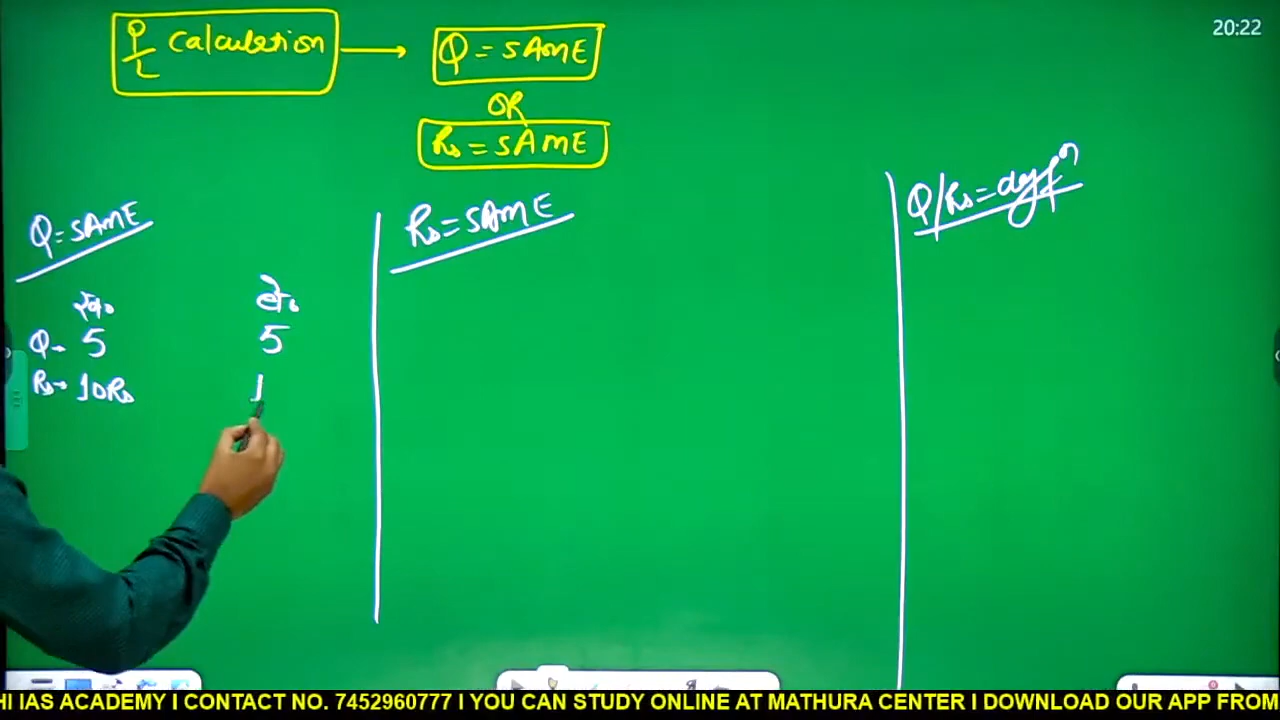 20:22
P/L Calculation → Q = SAME
OR
Rs = SAME
Q = SAME
Q → 5 5
Rs → 10Rs 1
Rs = SAME
Q/Rs = diffⁿ
HI IAS ACADEMY I CONTACT NO. 7452960777 I YOU CAN STUDY ONLINE AT MATHURA CENTER I DOWNLOAD OUR APP FROM